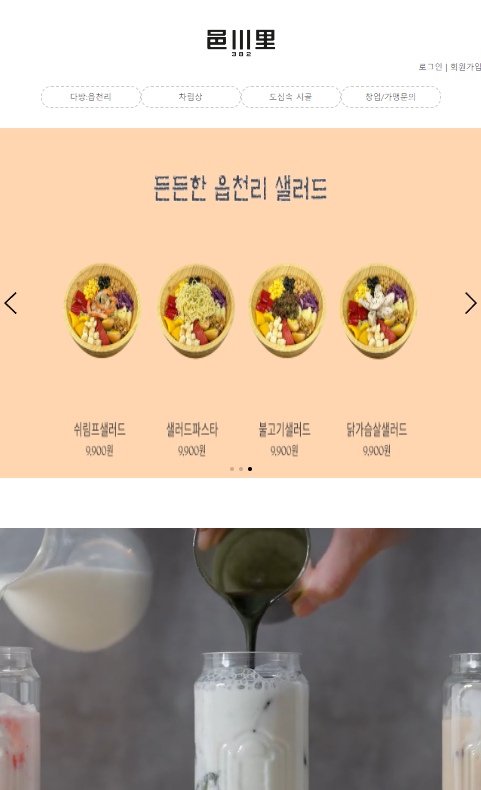 邑川里
382
로그인 | 회원가입
다방:읍천리
차림상
도심속 시골
창업/가맹문의
든든한 읍천리 샐러드
쉬림프샐러드
샐러드파스타
불고기샐러드
닭가슴살샐러드
9,900원
9,900원
9,900원
9,900원